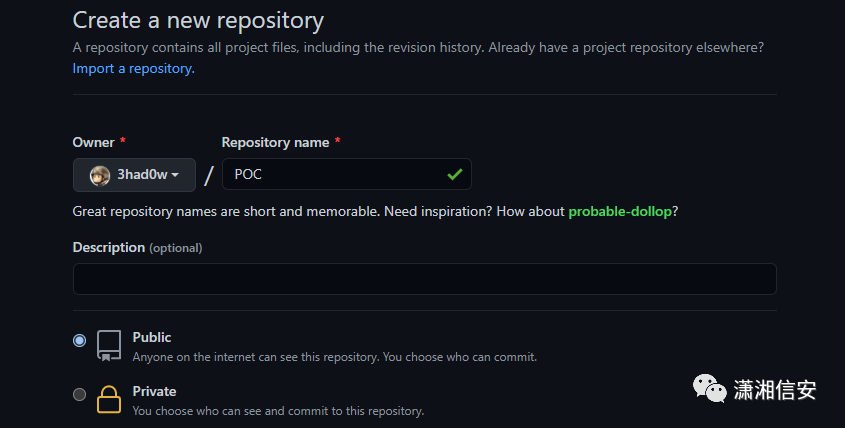 Create a new repository
A repository contains all project files, including the revision history. Already have a project repository elsewhere?
Import a repository.
Owner * Repository name *
3had0w / POC
Great repository names are short and memorable. Need inspiration? How about probable-dollop?
Description (optional)
Public
Anyone on the internet can see this repository. You choose who can commit.
Private
You choose who can see and commit to this repository.
潇湘信安